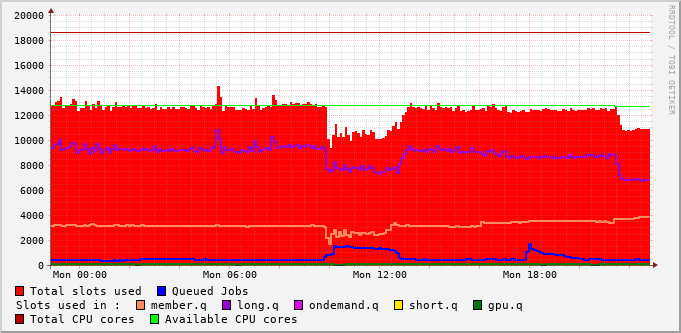 20000
18000
16000
14000
12000
10000
8000
6000
4000
2000
0
Mon 00:00 Mon 06:00 Mon 12:00 Mon 18:00
RRDTOOL / TOBI OETIKER
Total slots used Queued Jobs
Slots used in : member.q long.q ondemand.q short.q gpu.q
Total CPU cores Available CPU cores